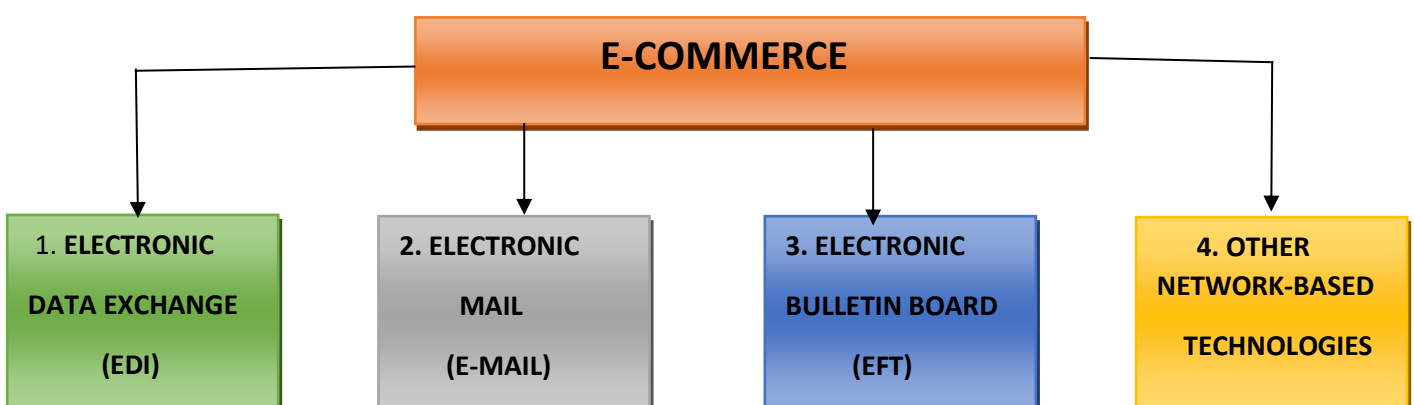 E-COMMERCE
1. ELECTRONIC
DATA EXCHANGE
(EDI)
2. ELECTRONIC
MAIL
(E-MAIL)
3. ELECTRONIC
BULLETIN BOARD
(EFT)
4. OTHER
NETWORK-BASED
TECHNOLOGIES